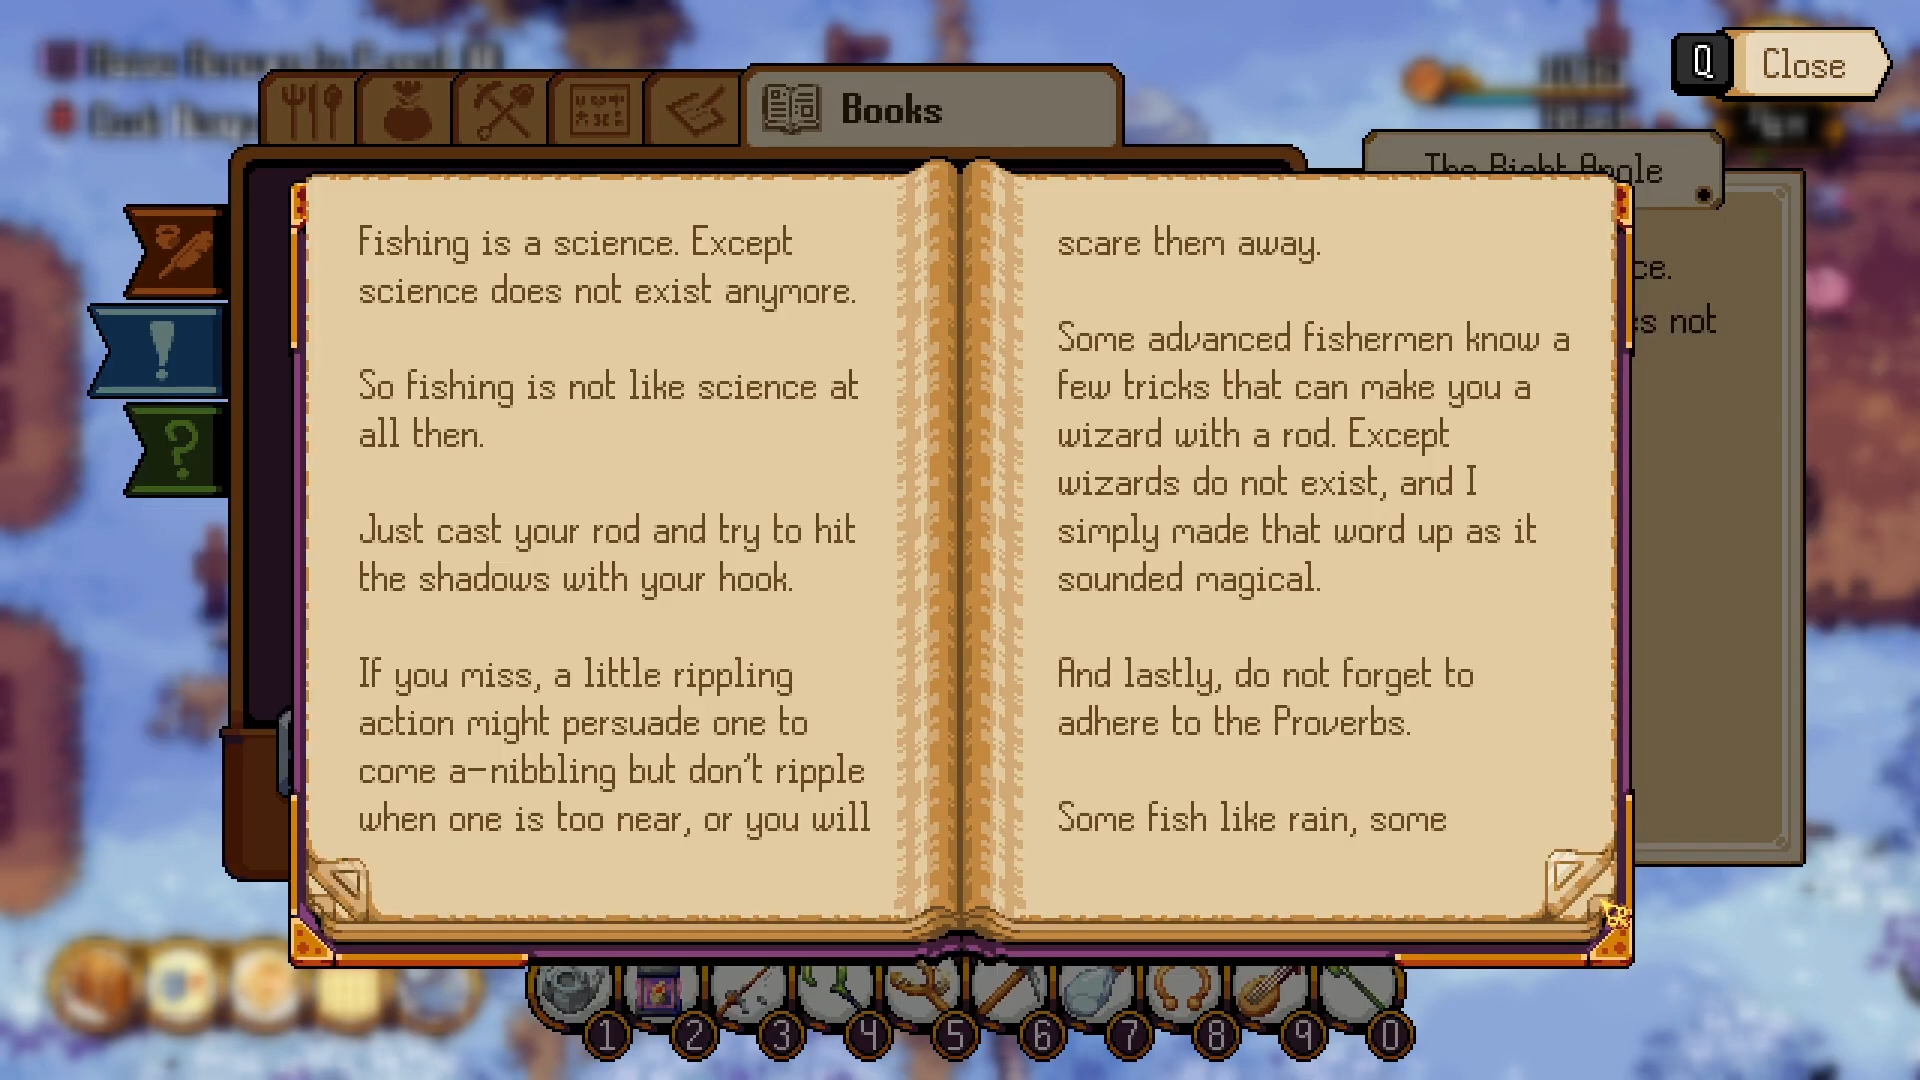 Close
Books
The Right Angle
Fishing is a science. Except
science does not exist anymore.
So fishing is not like science at
all then.
Just cast your rod and try to hit
the shadows with your hook.
If you miss, a little rippling
action might persuade one to
come a-nibbling but don't ripple
when one is too near, or you will
scare them away.
Some advanced fishermen know a
few tricks that can make you a
wizard with a rod. Except
wizards do not exist, and I
simply made that word up as it
sounded magical.
And lastly, do not forget to
adhere to the Proverbs.
Some fish like rain, some
not
Q
1 2 3 4 5 6 7 8 9 0